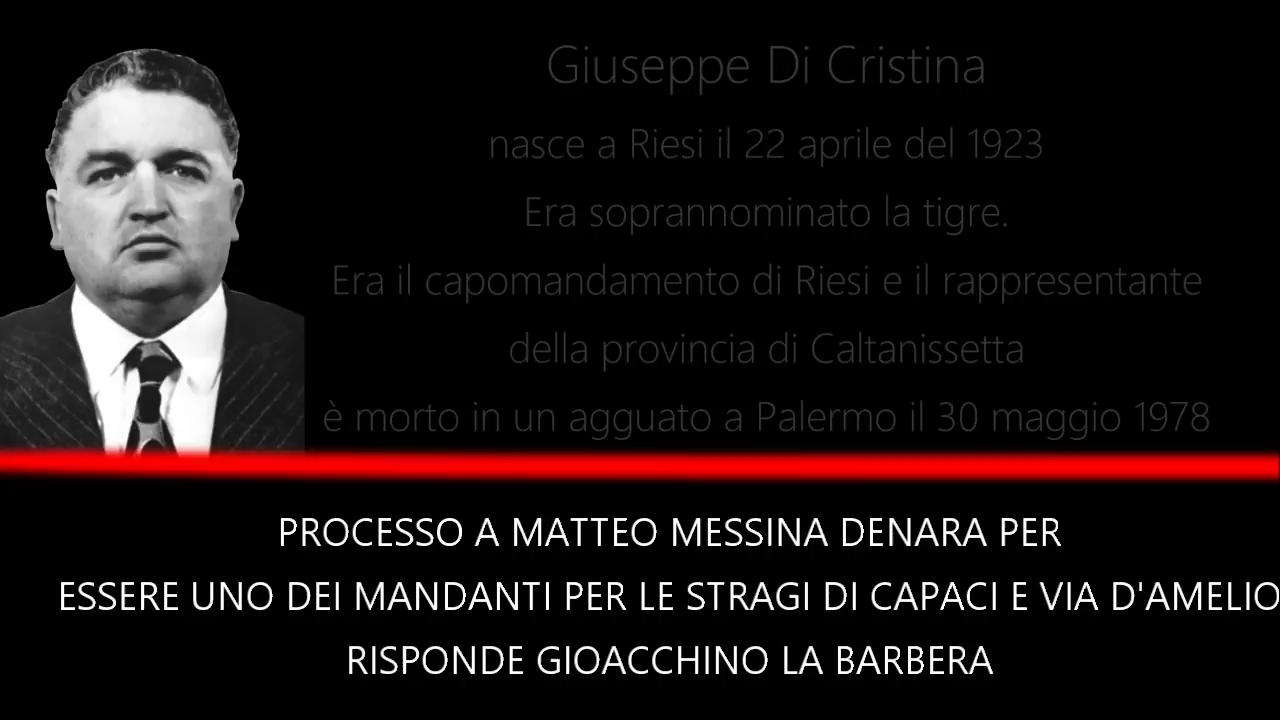 Giuseppe Di Cristina
nasce a Riesi il 22 aprile del 1923
Era soprannominato la tigre.
Era il capomandamento di Riesi e il rappresentante
della provincia di Caltanissetta
è morto in un agguato a Palermo il 30 maggio 1978
PROCESSO A MATTEO MESSINA DENARA PER
ESSERE UNO DEI MANDANTI PER LE STRAGI DI CAPACI E VIA D'AMELIO
RISPONDE GIOACCHINO LA BARBERA